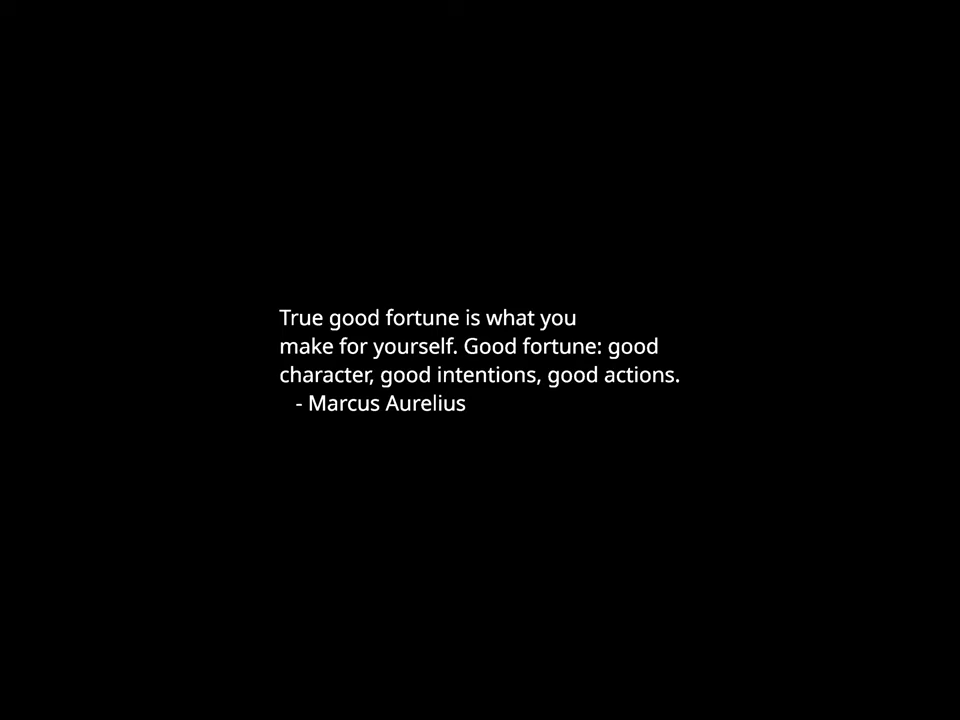 True good fortune is what you
make for yourself. Good fortune: good
character, good intentions, good actions.
- Marcus Aurelius